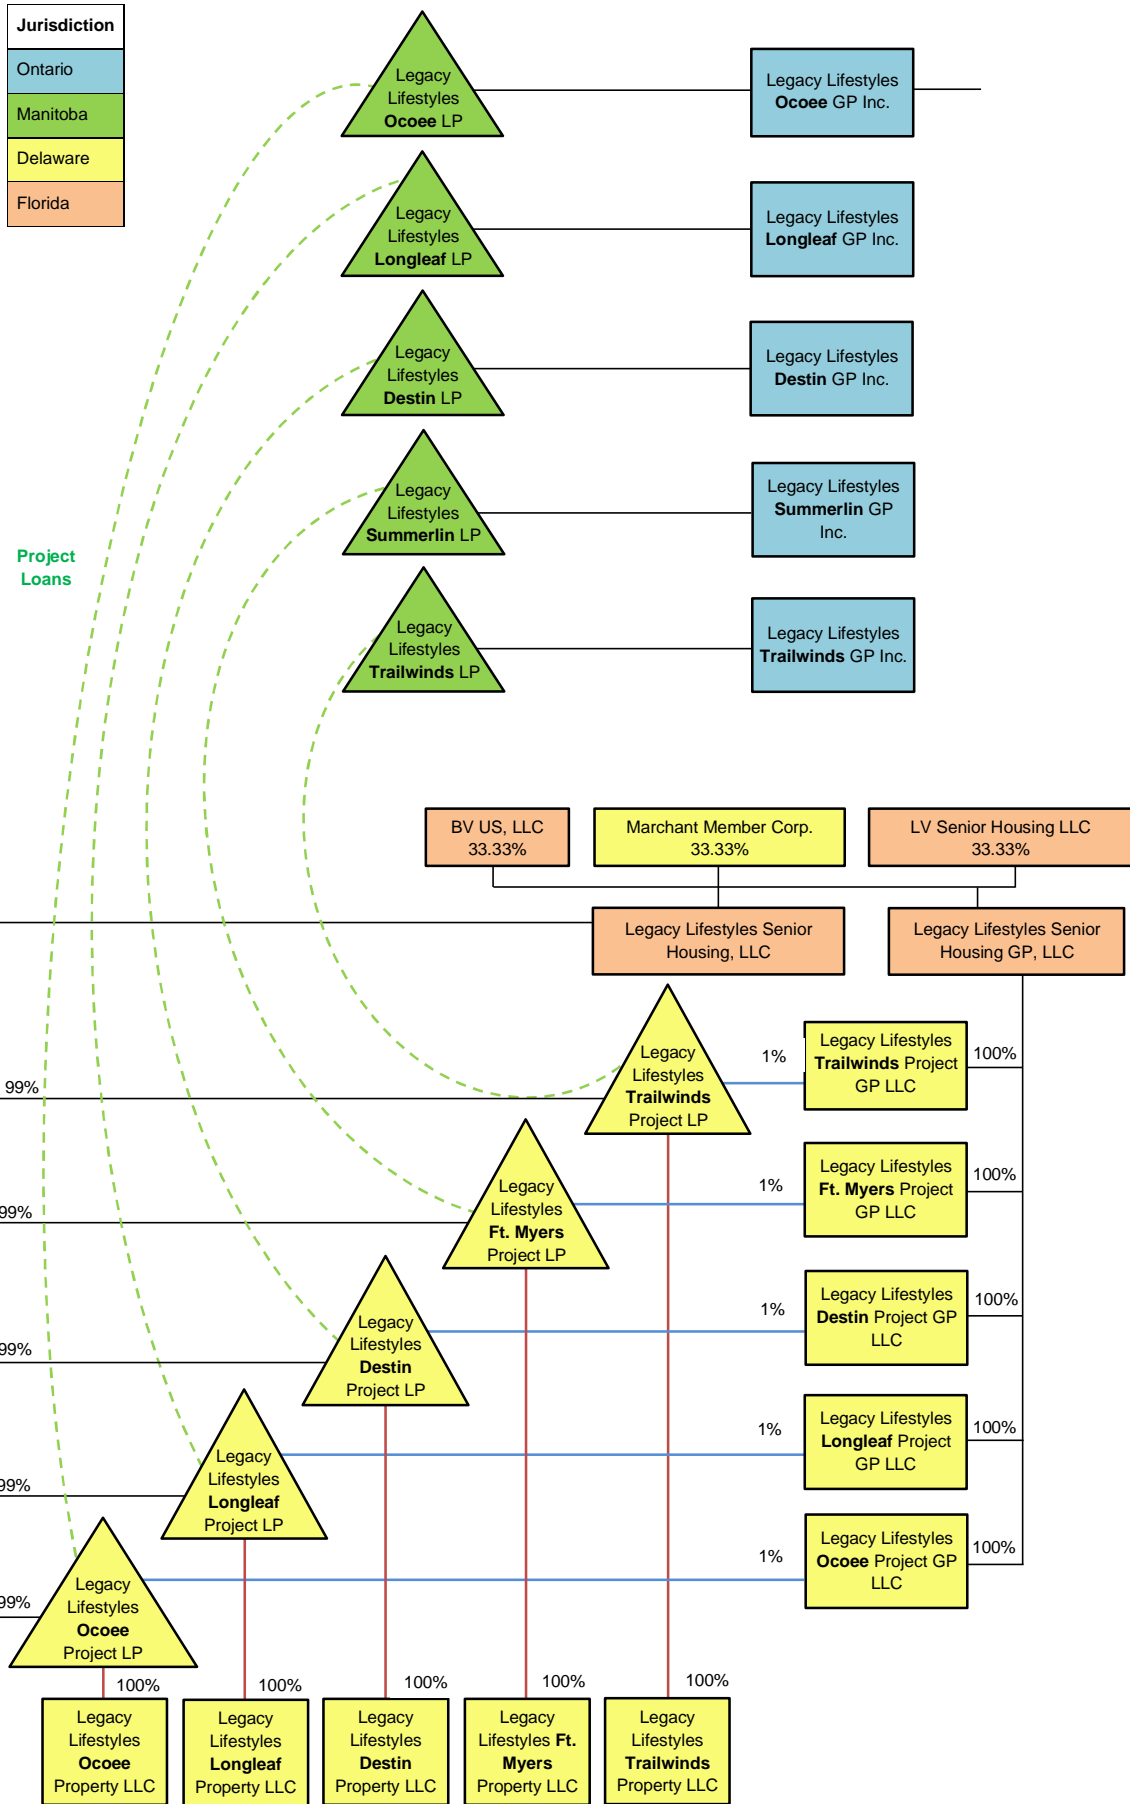 Jurisdiction
Ontario
Manitoba
Delaware
Florida
Legacy
Lifestyles
Ocoee LP
Legacy Lifestyles
Ocoee GP Inc.
Legacy
Lifestyles
Longleaf LP
Legacy Lifestyles
Longleaf GP Inc.
Legacy
Lifestyles
Destin LP
Legacy Lifestyles
Destin GP Inc.
Legacy
Lifestyles
Summerlin LP
Legacy Lifestyles
Summerlin GP
Inc.
Project
Loans
Legacy
Lifestyles
Trailwinds LP
Legacy Lifestyles
Trailwinds GP Inc.
BV US, LLC
33.33%
Marchant Member Corp.
33.33%
LV Senior Housing LLC
33.33%
Legacy Lifestyles Senior
Housing, LLC
Legacy Lifestyles Senior
Housing GP, LLC
99%
Legacy
Lifestyles
Trailwinds
Project LP
1%
Legacy Lifestyles
Trailwinds Project
GP LLC
100%
99%
Legacy
Lifestyles
Ft. Myers
Project LP
1%
Legacy Lifestyles
Ft. Myers Project
GP LLC
100%
99%
Legacy
Lifestyles
Destin
Project LP
1%
Legacy Lifestyles
Destin Project GP
LLC
100%
99%
Legacy
Lifestyles
Longleaf
Project LP
1%
Legacy Lifestyles
Longleaf Project
GP LLC
100%
99%
Legacy
Lifestyles
Ocoee
Project LP
1%
Legacy Lifestyles
Ocoee Project GP
LLC
100%
100%
Legacy
Lifestyles
Ocoee
Property LLC
100%
Legacy
Lifestyles
Longleaf
Property LLC
100%
Legacy
Lifestyles
Destin
Property LLC
100%
Legacy
Lifestyles Ft.
Myers
Property LLC
100%
Legacy
Lifestyles
Trailwinds
Property LLC